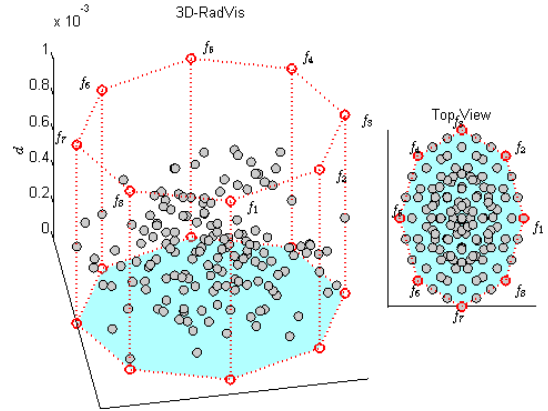 x 10⁻³
3D-RadVis
1
0.8
0.6
0.4
0.2
0
d
f₅
f₄
f₆
f₃
f₇
f₂
f₈
f₁
Top View
f₃
f₄
f₂
f₅
f₁
f₆
f₈
f₇